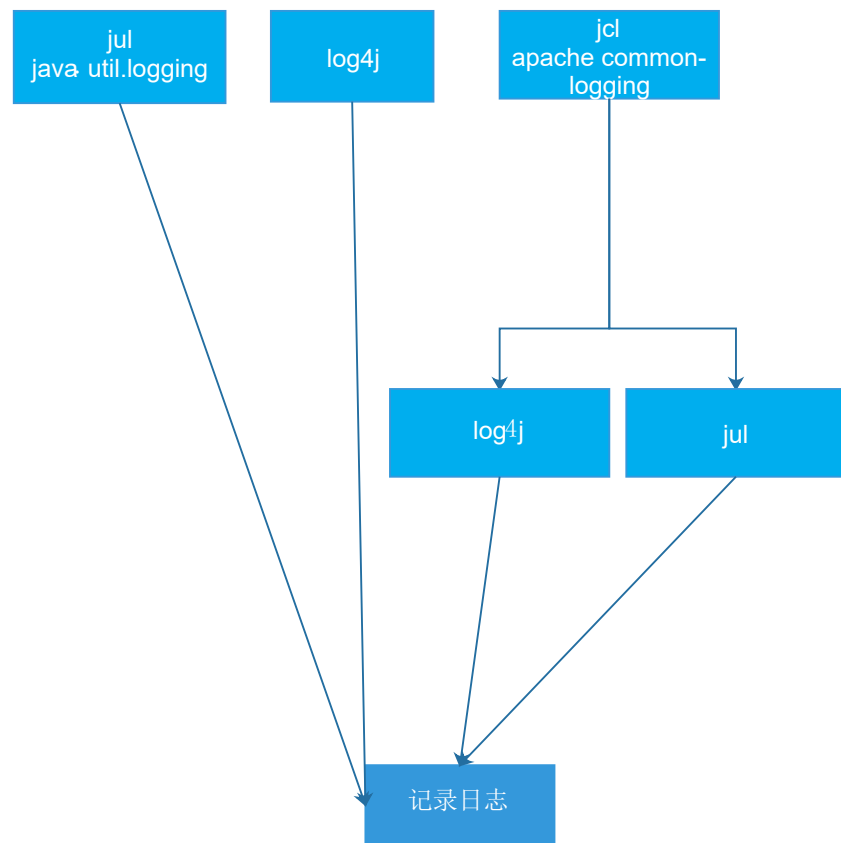 jul
java. util.logging
log4j
jcl
apache common-
logging
log4j
jul
记录日志